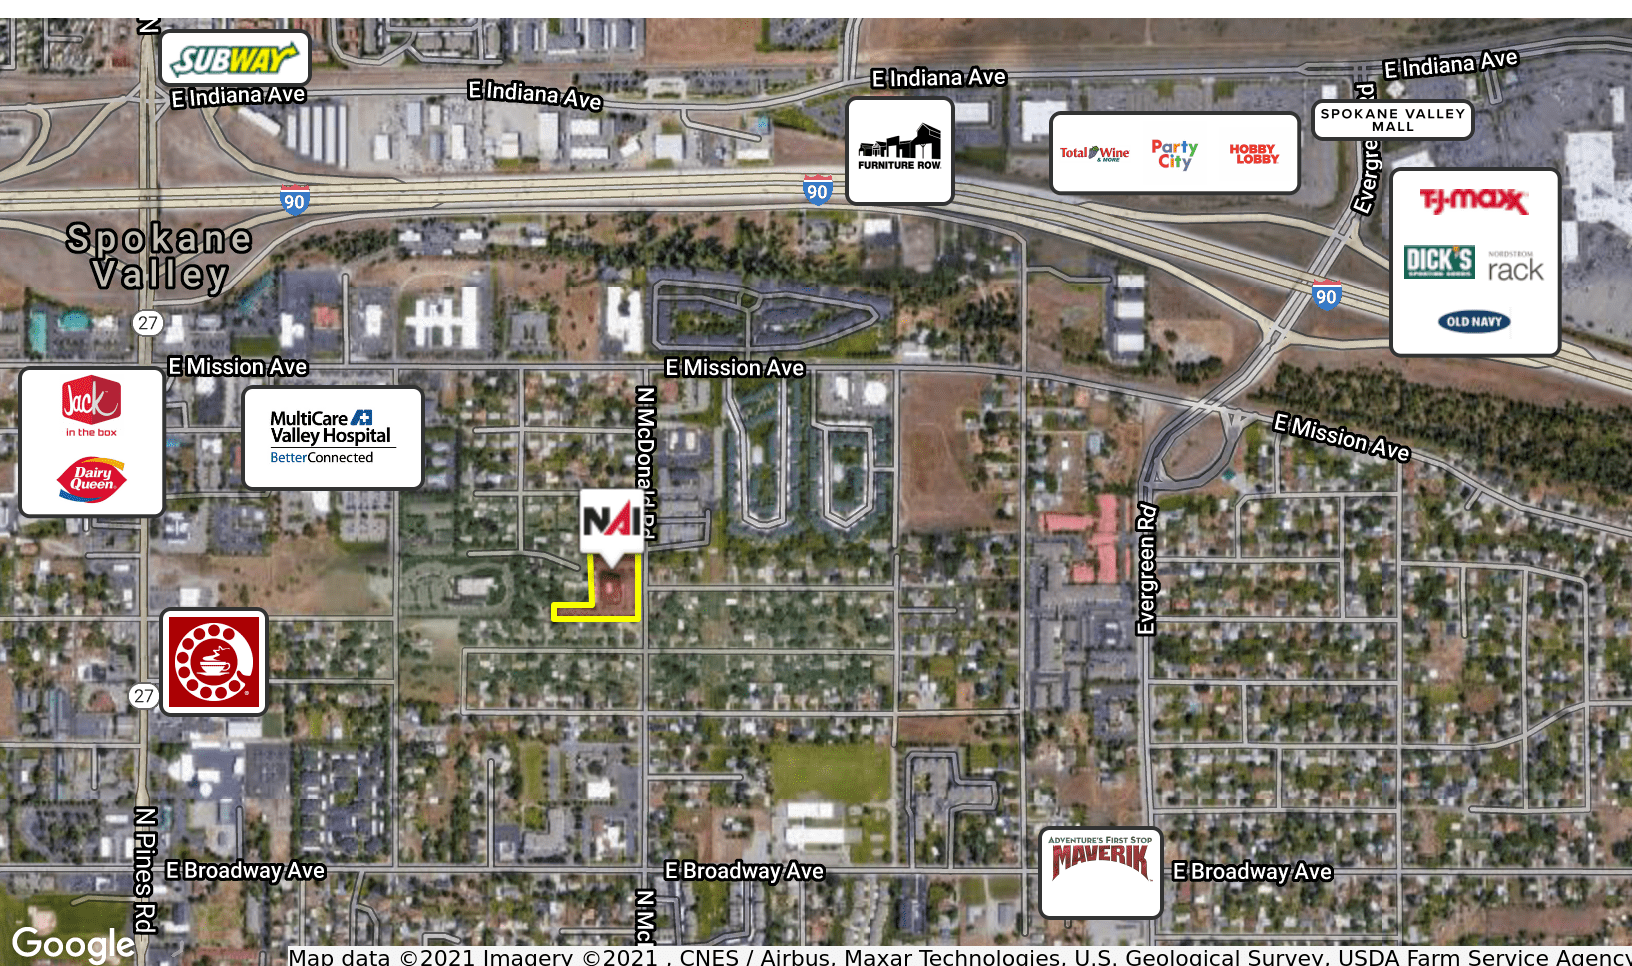 N
SUBWAY
E Indiana Ave
E Indiana Ave
E Indiana Ave
E Indiana Ave
Evergreen Rd
SPOKANE VALLEY
MALL
FURNITURE ROW
Total Wine
& MORE
Party
City
HOBBY
LOBBY
90
90
90
T·J·maxx
DICK'S
SPORTING GOODS
NORDSTROM
rack
OLD NAVY
Spokane
Valley
27
E Mission Ave
E Mission Ave
E Mission Ave
Jack
in the box
Dairy
Queen
MultiCare
Valley Hospital
BetterConnected
N McDonald Rd
NAI
Evergreen Rd
27
N Pines Rd
E Broadway Ave
E Broadway Ave
E Broadway Ave
ADVENTURE'S FIRST STOP
MAVERIK
N Mc
Google
Map data ©2021 Imagery ©2021 , CNES / Airbus, Maxar Technologies, U.S. Geological Survey, USDA Farm Service Agency